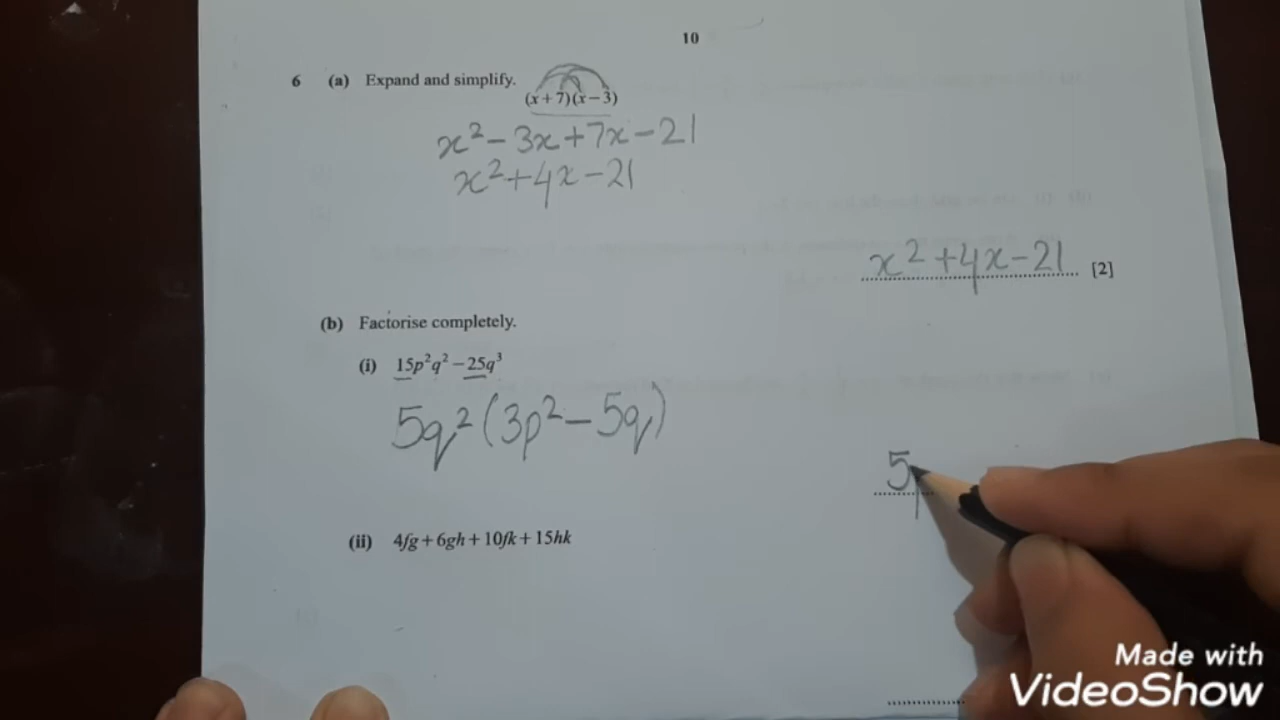 10
6 (a) Expand and simplify.
(x + 7)(x − 3)
x² − 3x + 7x − 21
x² + 4x − 21
x² + 4x − 21 [2]
(b) Factorise completely.
(i) 15p²q² − 25q³
5q² (3p² − 5q)
5
(ii) 4fg + 6gh + 10fk + 15hk
Made with
VideoShow